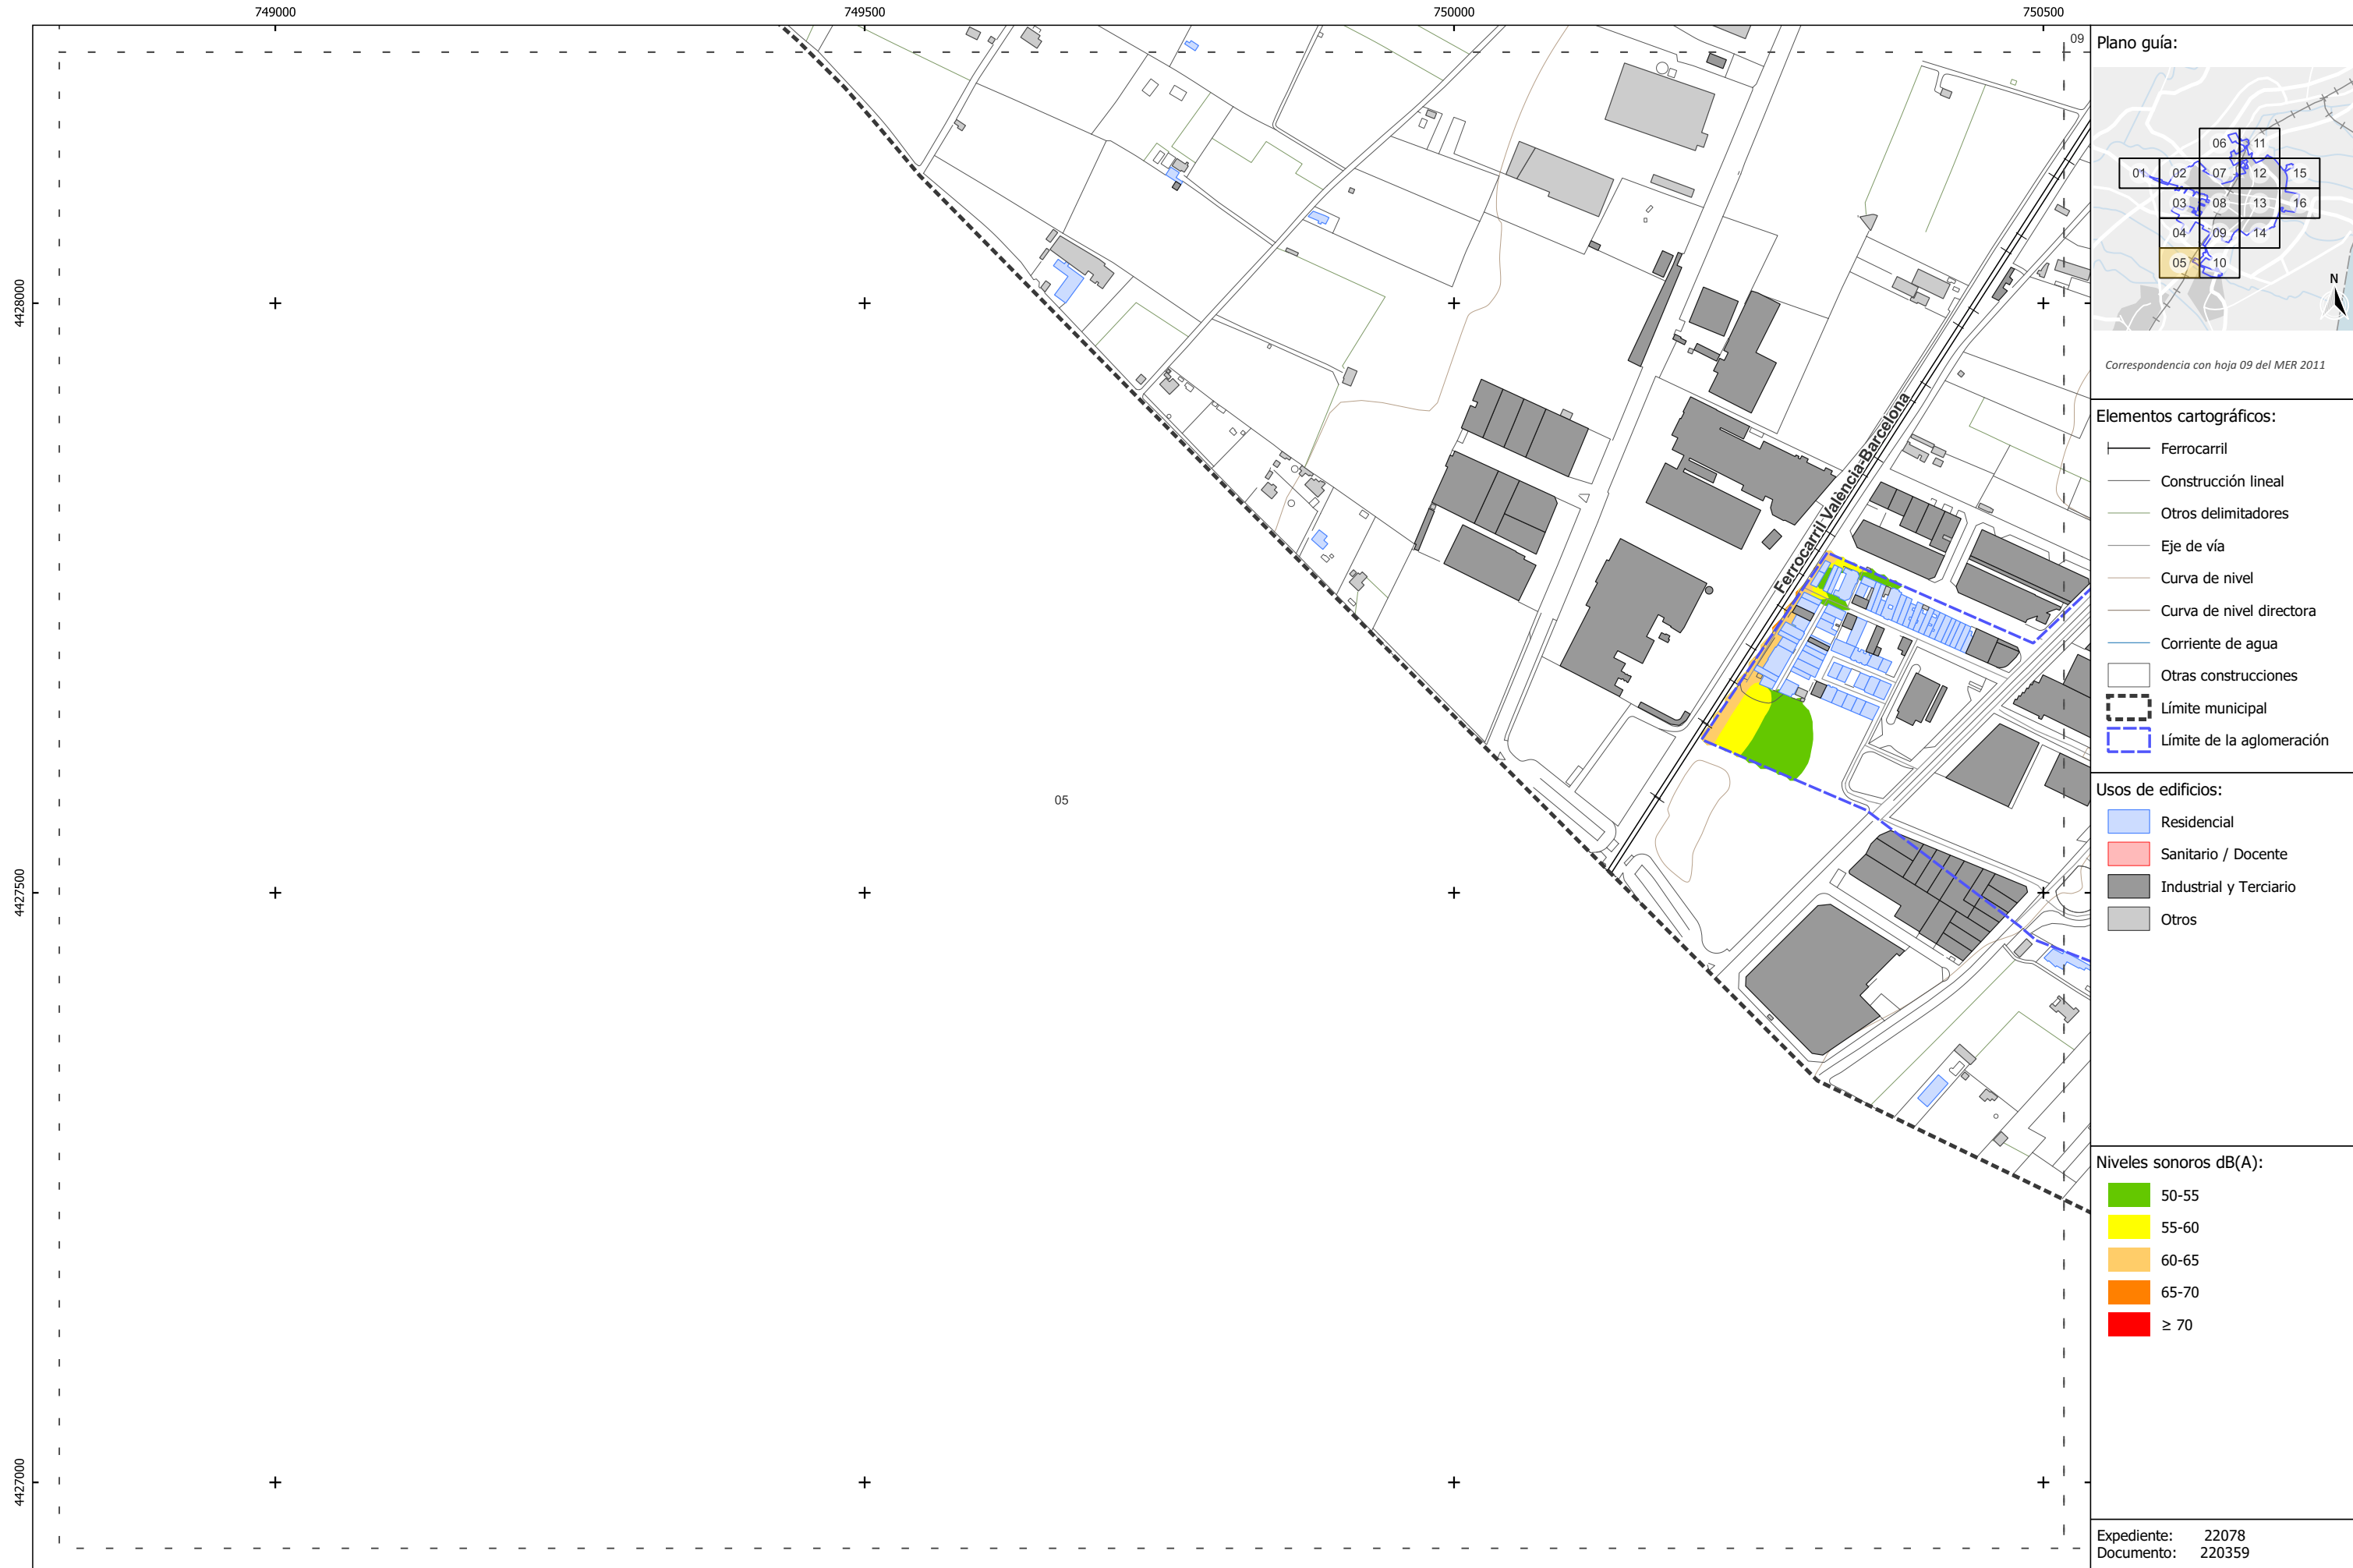 749000
749500
750000
750500
4428000
4427500
4427000
09
05
Ferrocarril València-Barcelona
Plano guía:
06
11
01
02
07
12
15
03
08
13
16
04
09
14
05
10
N
Correspondencia con hoja 09 del MER 2011
Elementos cartográficos:
Ferrocarril
Construcción lineal
Otros delimitadores
Eje de vía
Curva de nivel
Curva de nivel directora
Corriente de agua
Otras construcciones
Límite municipal
Límite de la aglomeración
Usos de edificios:
Residencial
Sanitario / Docente
Industrial y Terciario
Otros
Niveles sonoros dB(A):
50-55
55-60
60-65
65-70
≥ 70
Expediente: 22078
Documento: 220359